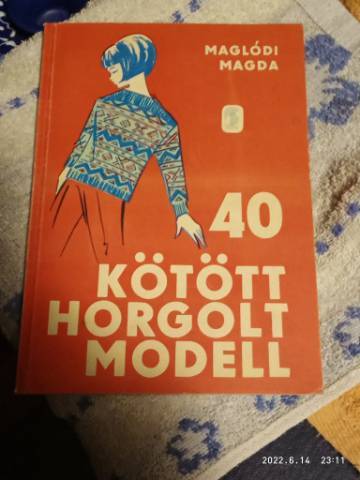 MAGLÓDI
MAGDA
40
KÖTÖTT
HORGOLT
MODELL
2022.6.14 23:11